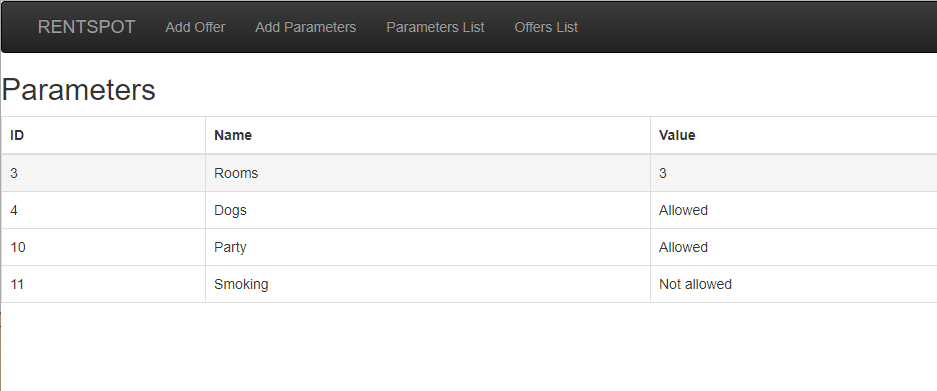 RENTSPOT Add Offer Add Parameters Parameters List Offers List
Parameters
ID Name Value
3 Rooms 3
4 Dogs Allowed
10 Party Allowed
11 Smoking Not allowed